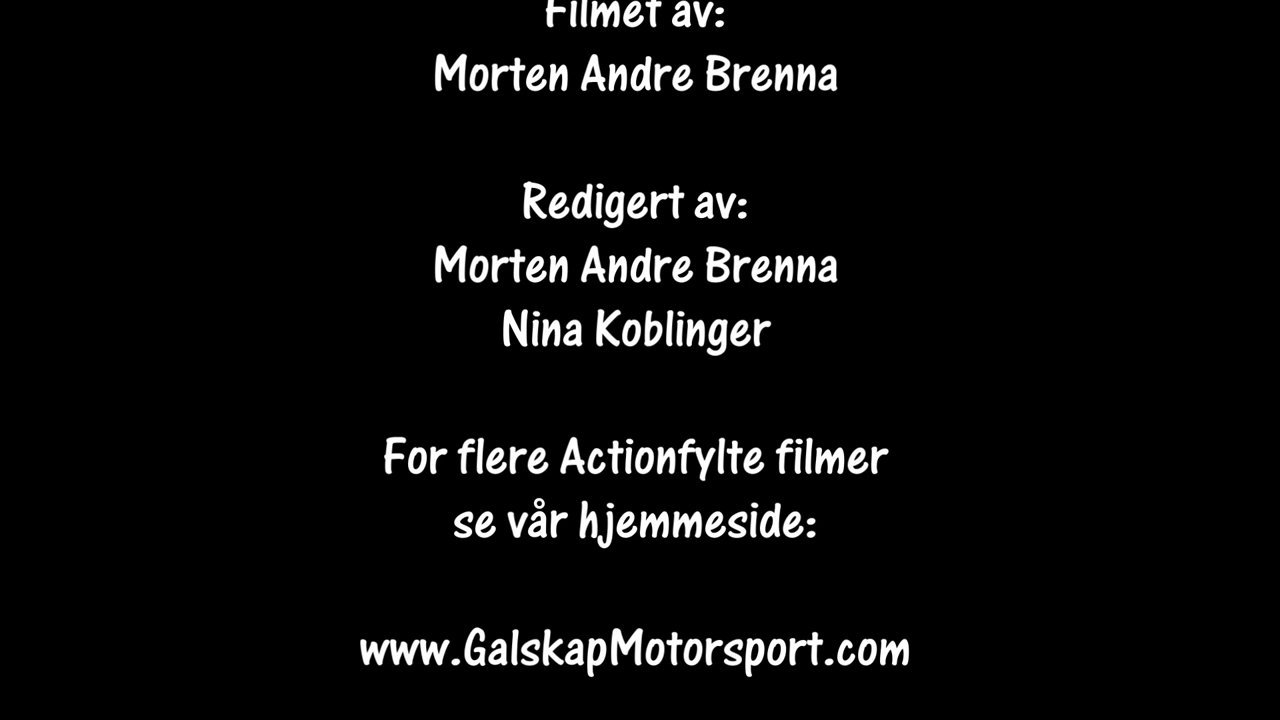 Filmet av:
Morten Andre Brenna
Redigert av:
Morten Andre Brenna
Nina Koblinger
For flere Actionfylte filmer
se vår hjemmeside:
www.GalskapMotorsport.com